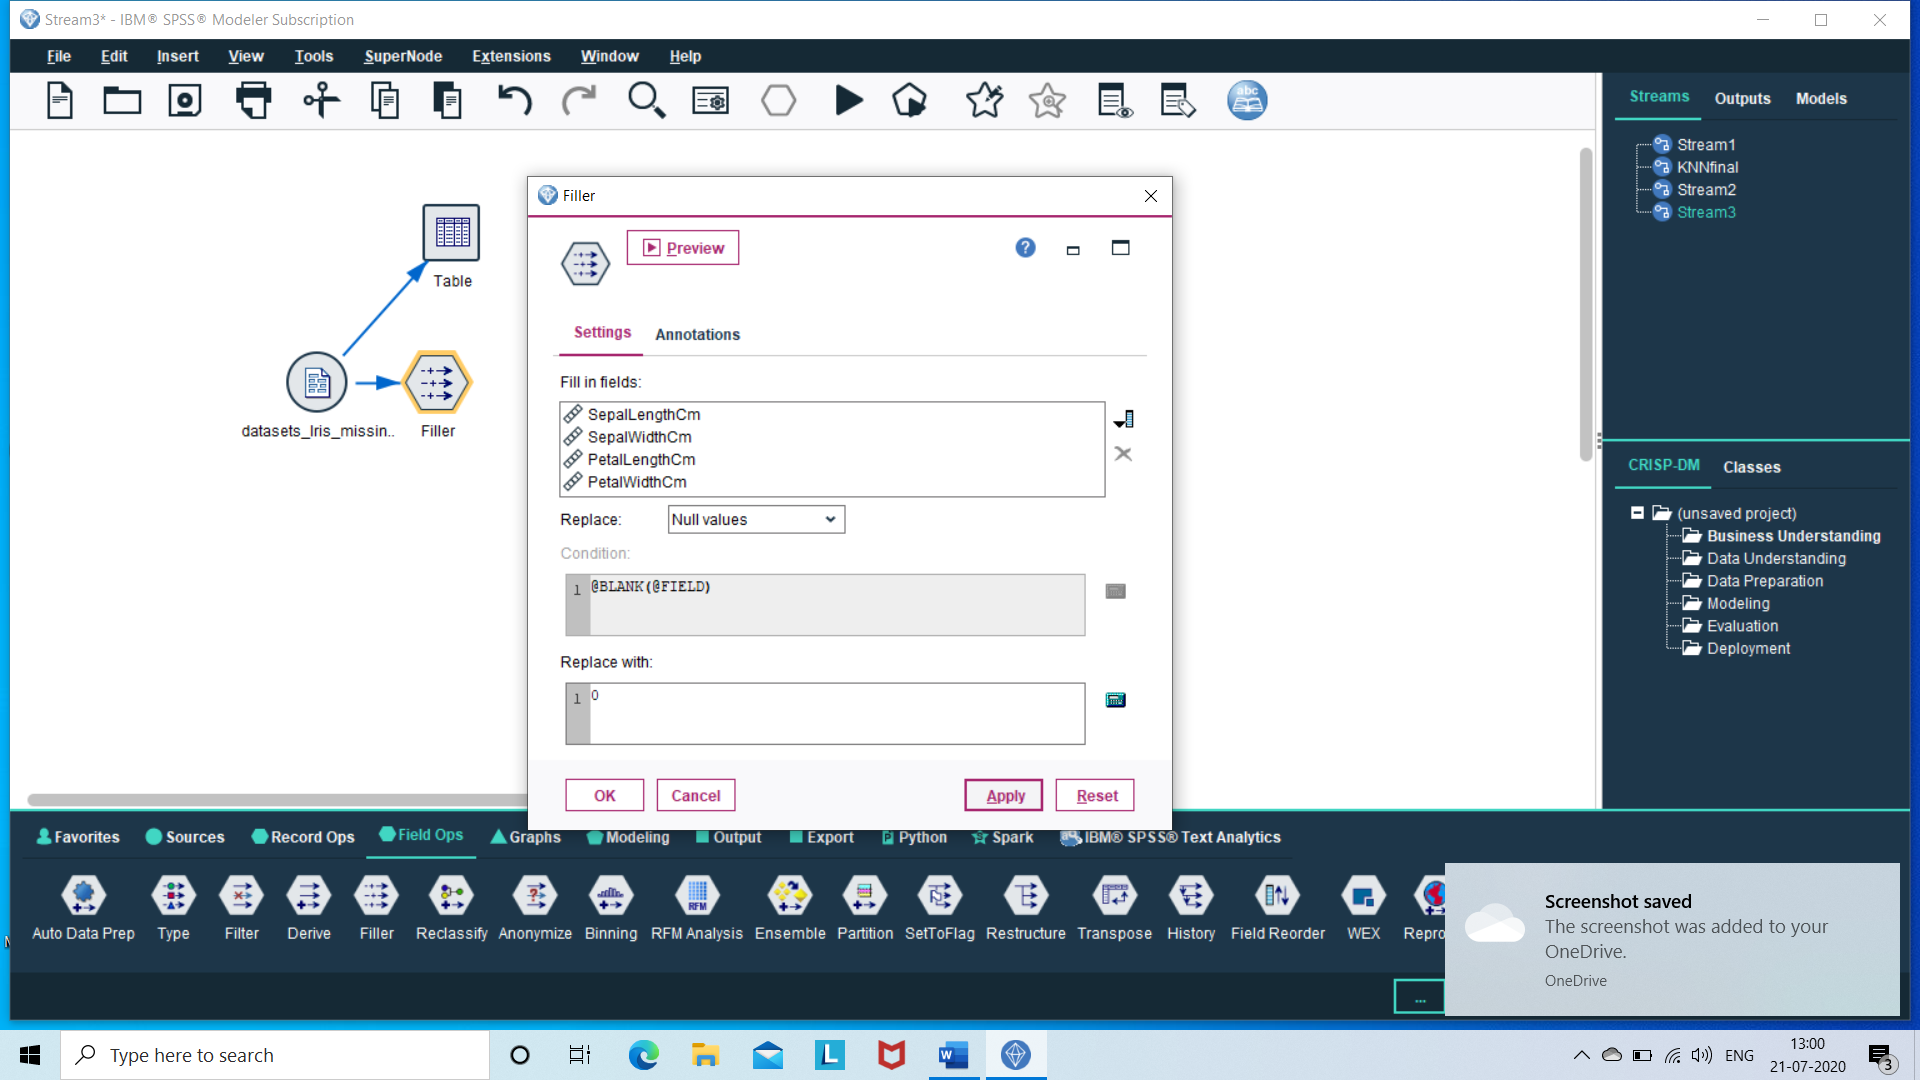 Stream3* - IBM® SPSS® Modeler Subscription
File Edit Insert View Tools SuperNode Extensions Window Help
abc
Streams Outputs Models
Stream1
KNNfinal
Stream2
Stream3
Table
datasets_Iris_missin.. Filler
Filler
Preview
?
Settings Annotations
Fill in fields:
SepalLengthCm
SepalWidthCm
PetalLengthCm
PetalWidthCm
Replace: Null values
Condition:
1 @BLANK(@FIELD)
Replace with:
1 0
OK Cancel Apply Reset
CRISP-DM Classes
(unsaved project)
Business Understanding
Data Understanding
Data Preparation
Modeling
Evaluation
Deployment
Favorites Sources Record Ops Field Ops Graphs Modeling Output Export Python Spark IBM® SPSS® Text Analytics
RFM
Auto Data Prep Type Filter Derive Filler Reclassify Anonymize Binning RFM Analysis Ensemble Partition SetToFlag Restructure Transpose History Field Reorder WEX Repro
...
Screenshot saved
The screenshot was added to your
OneDrive.
OneDrive
Type here to search
L
W
ENG
13:00
21-07-2020
3